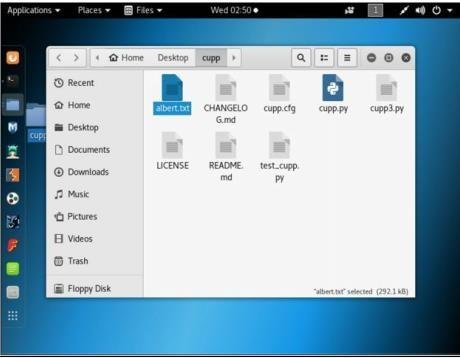 Applications Places Files Wed 02:50 1
Home Desktop cupp
Recent
Home
Desktop
Documents
Downloads
Music
Pictures
Videos
Trash
Floppy Disk
cupp
albert.txt CHANGELO cupp.cfg cupp.py cupp3.py
G.md
LICENSE README. test_cupp.
md py
"albert.txt" selected (292.1 kB)